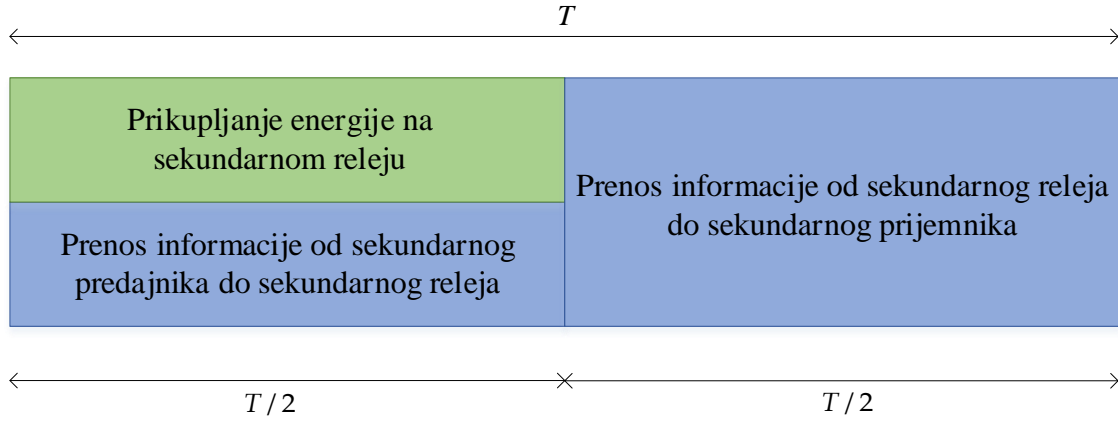 T
Prikupljanje energije na
sekundarnom releju
Prenos informacije od sekundarnog
predajnika do sekundarnog releja
Prenos informacije od sekundarnog releja
do sekundarnog prijemnika
T / 2
T / 2